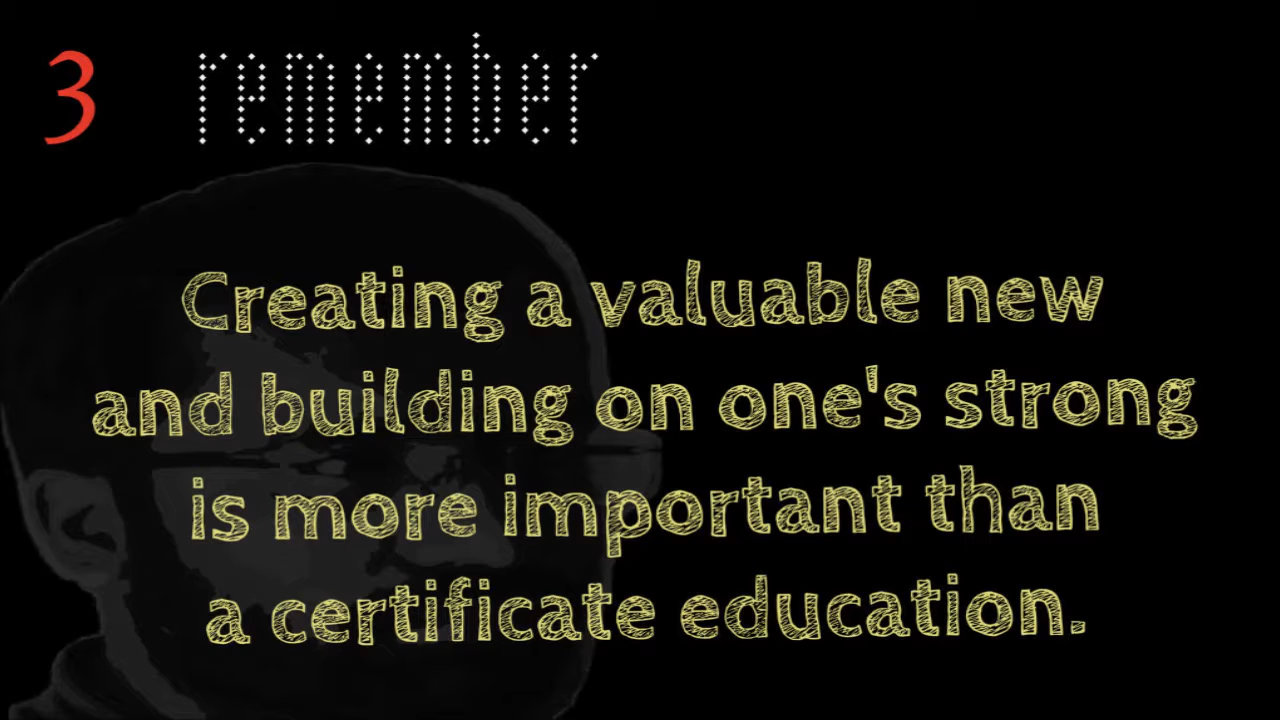 3 remember
Creating a valuable new
and building on one's strong
is more important than
a certificate education.